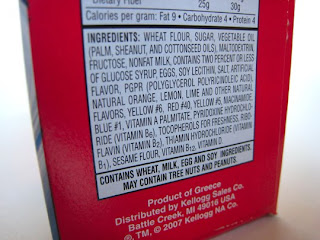 Dietary Fiber 25g 30g
Calories per gram: Fat 9 • Carbohydrate 4 • Protein 4
INGREDIENTS: WHEAT FLOUR, SUGAR, VEGETABLE OIL
(PALM, SHEANUT, AND COTTONSEED OILS), MALTODEXTRIN,
FRUCTOSE, NONFAT MILK, CONTAINS TWO PERCENT OR LESS
OF GLUCOSE SYRUP, EGGS, SOY LECITHIN, SALT, ARTIFICIAL
FLAVOR, PGPR (POLYGLYCEROL POLYRICINOLEIC ACID),
NATURAL ORANGE, LEMON, LIME AND OTHER NATURAL
FLAVORS, YELLOW #6, RED #40, YELLOW #5, NIACINAMIDE,
BLUE #1, VITAMIN A PALMITATE, PYRIDOXINE HYDROCHLO-
RIDE (VITAMIN B6), TOCOPHEROLS FOR FRESHNESS, RIBO-
FLAVIN (VITAMIN B2), THIAMIN HYDROCHLORIDE (VITAMIN
B1), SESAME FLOUR, VITAMIN B12, VITAMIN D.
CONTAINS WHEAT, MILK, EGG AND SOY INGREDIENTS.
MAY CONTAIN TREE NUTS AND PEANUTS.
Product of Greece
Distributed by Kellogg Sales Co.
Battle Creek, MI 49016 USA
®, TM, © 2007 Kellogg NA Co.